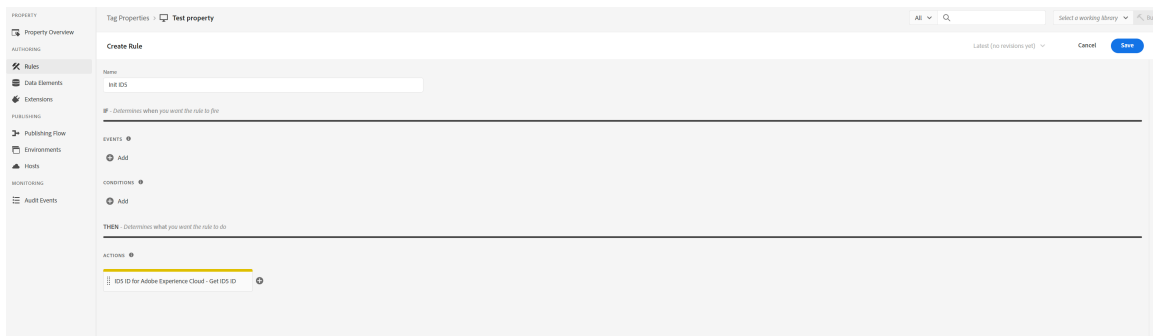 PROPERTY
Property Overview
AUTHORING
Rules
Data Elements
Extensions
PUBLISHING
Publishing Flow
Environments
Hosts
MONITORING
Audit Events
Tag Properties › Test property
All
Select a working library
Create Rule
Latest (no revisions yet)
Cancel
Save
Name
Init IDS
IF - Determines when you want the rule to fire
EVENTS
Add
CONDITIONS
Add
THEN - Determines what you want the rule to do
ACTIONS
ID5 ID for Adobe Experience Cloud - Get ID5 ID